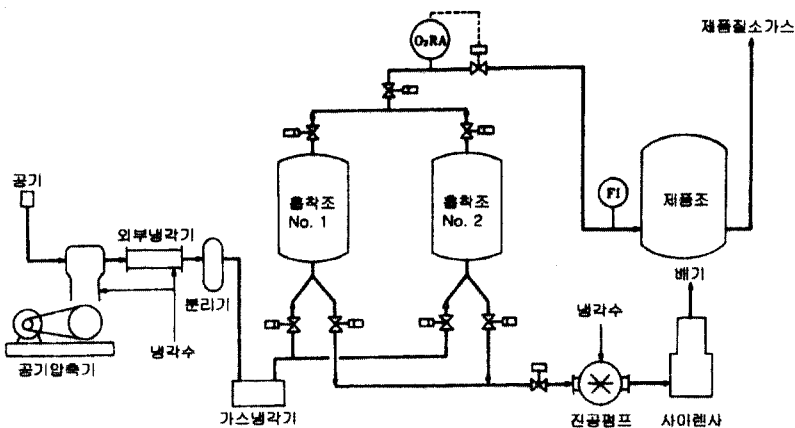 O₂RA
제품질소가스
공기
외부냉각기
분리기
냉각수
공기압축기
가스냉각기
흡착조
No. 1
흡착조
No. 2
FI
제품조
배기
냉각수
진공펌프
사이렌사